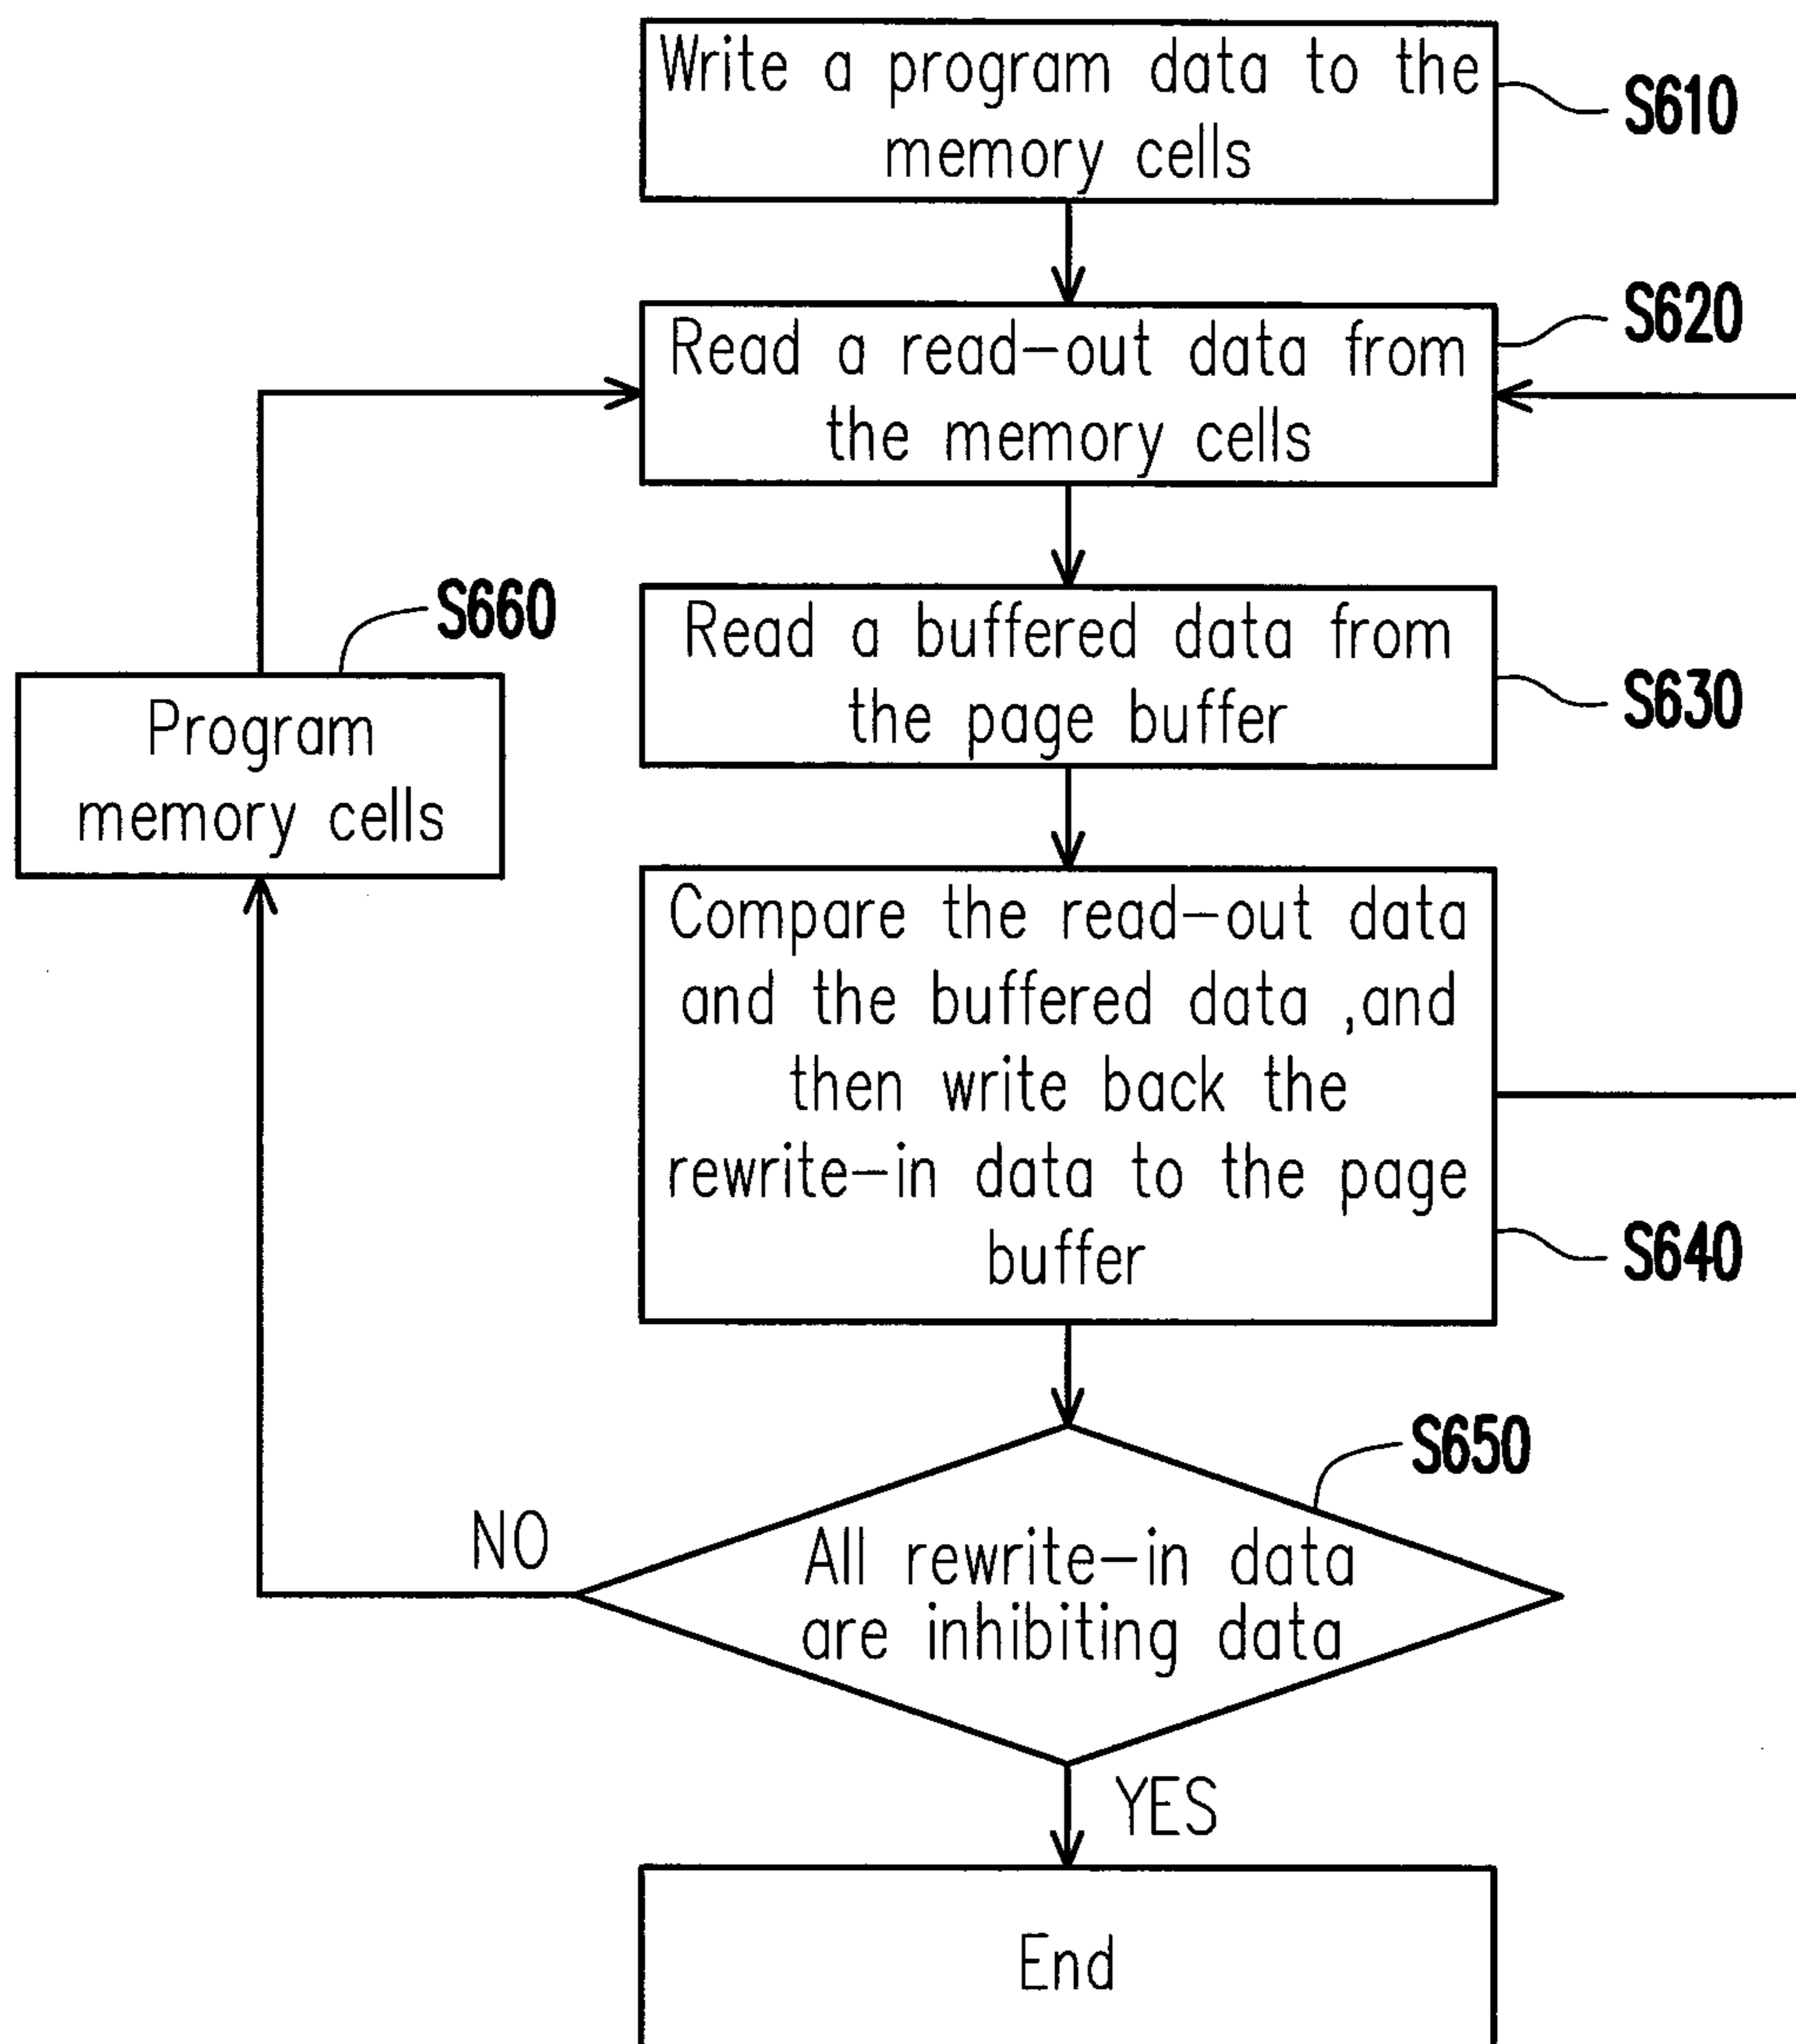 Write a program data to the
memory cells
S610
Read a read-out data from
the memory cells
S620
Read a buffered data from
the page buffer
S630
S660
Program
memory cells
Compare the read-out data
and the buffered data ,and
then write back the
rewrite-in data to the page
buffer
S640
S650
NO
All rewrite-in data
are inhibiting data
YES
End